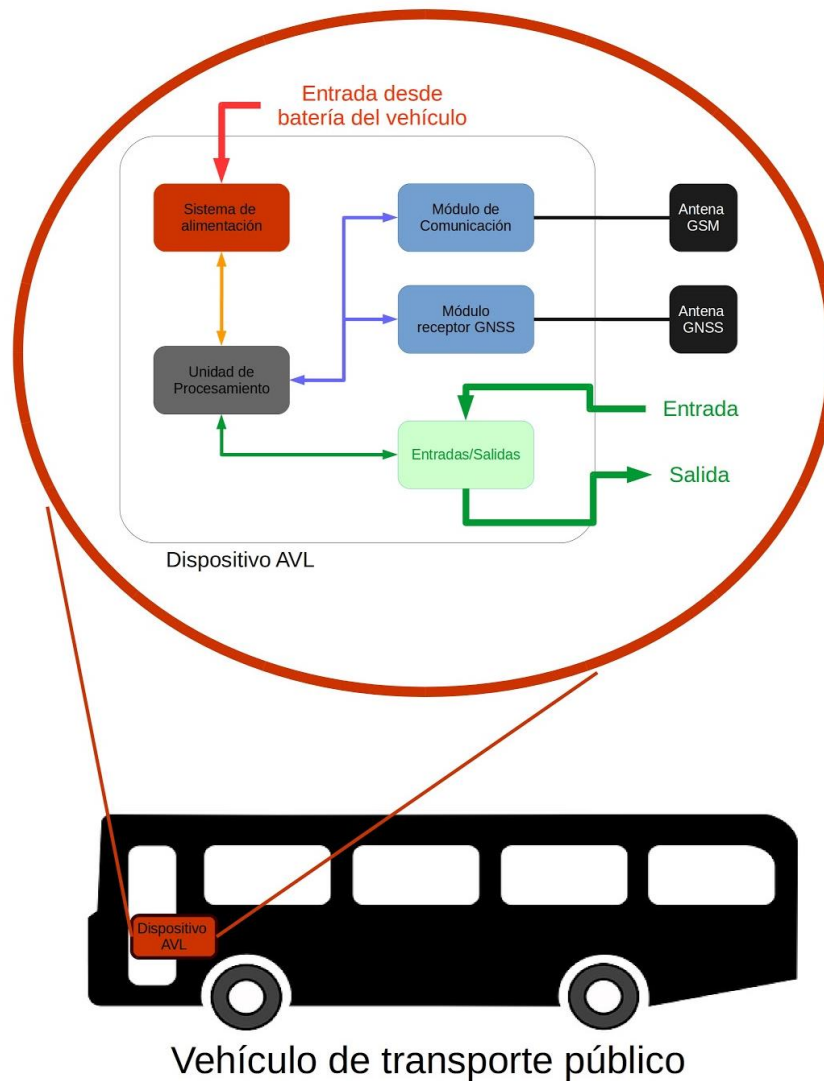 Entrada desde
batería del vehículo
Sistema de
alimentación
Módulo de
Comunicación
Antena
GSM
Módulo
receptor GNSS
Antena
GNSS
Unidad de
Procesamiento
Entrada
Entradas/Salidas
Salida
Dispositivo AVL
Dispositivo
AVL
Vehículo de transporte público